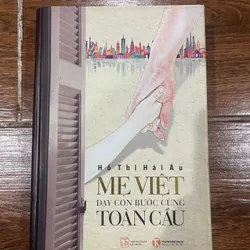 Hồ Thị Hải Âu
MẸ VIỆT
DẠY CON BƯỚC CÙNG
TOÀN CẦU